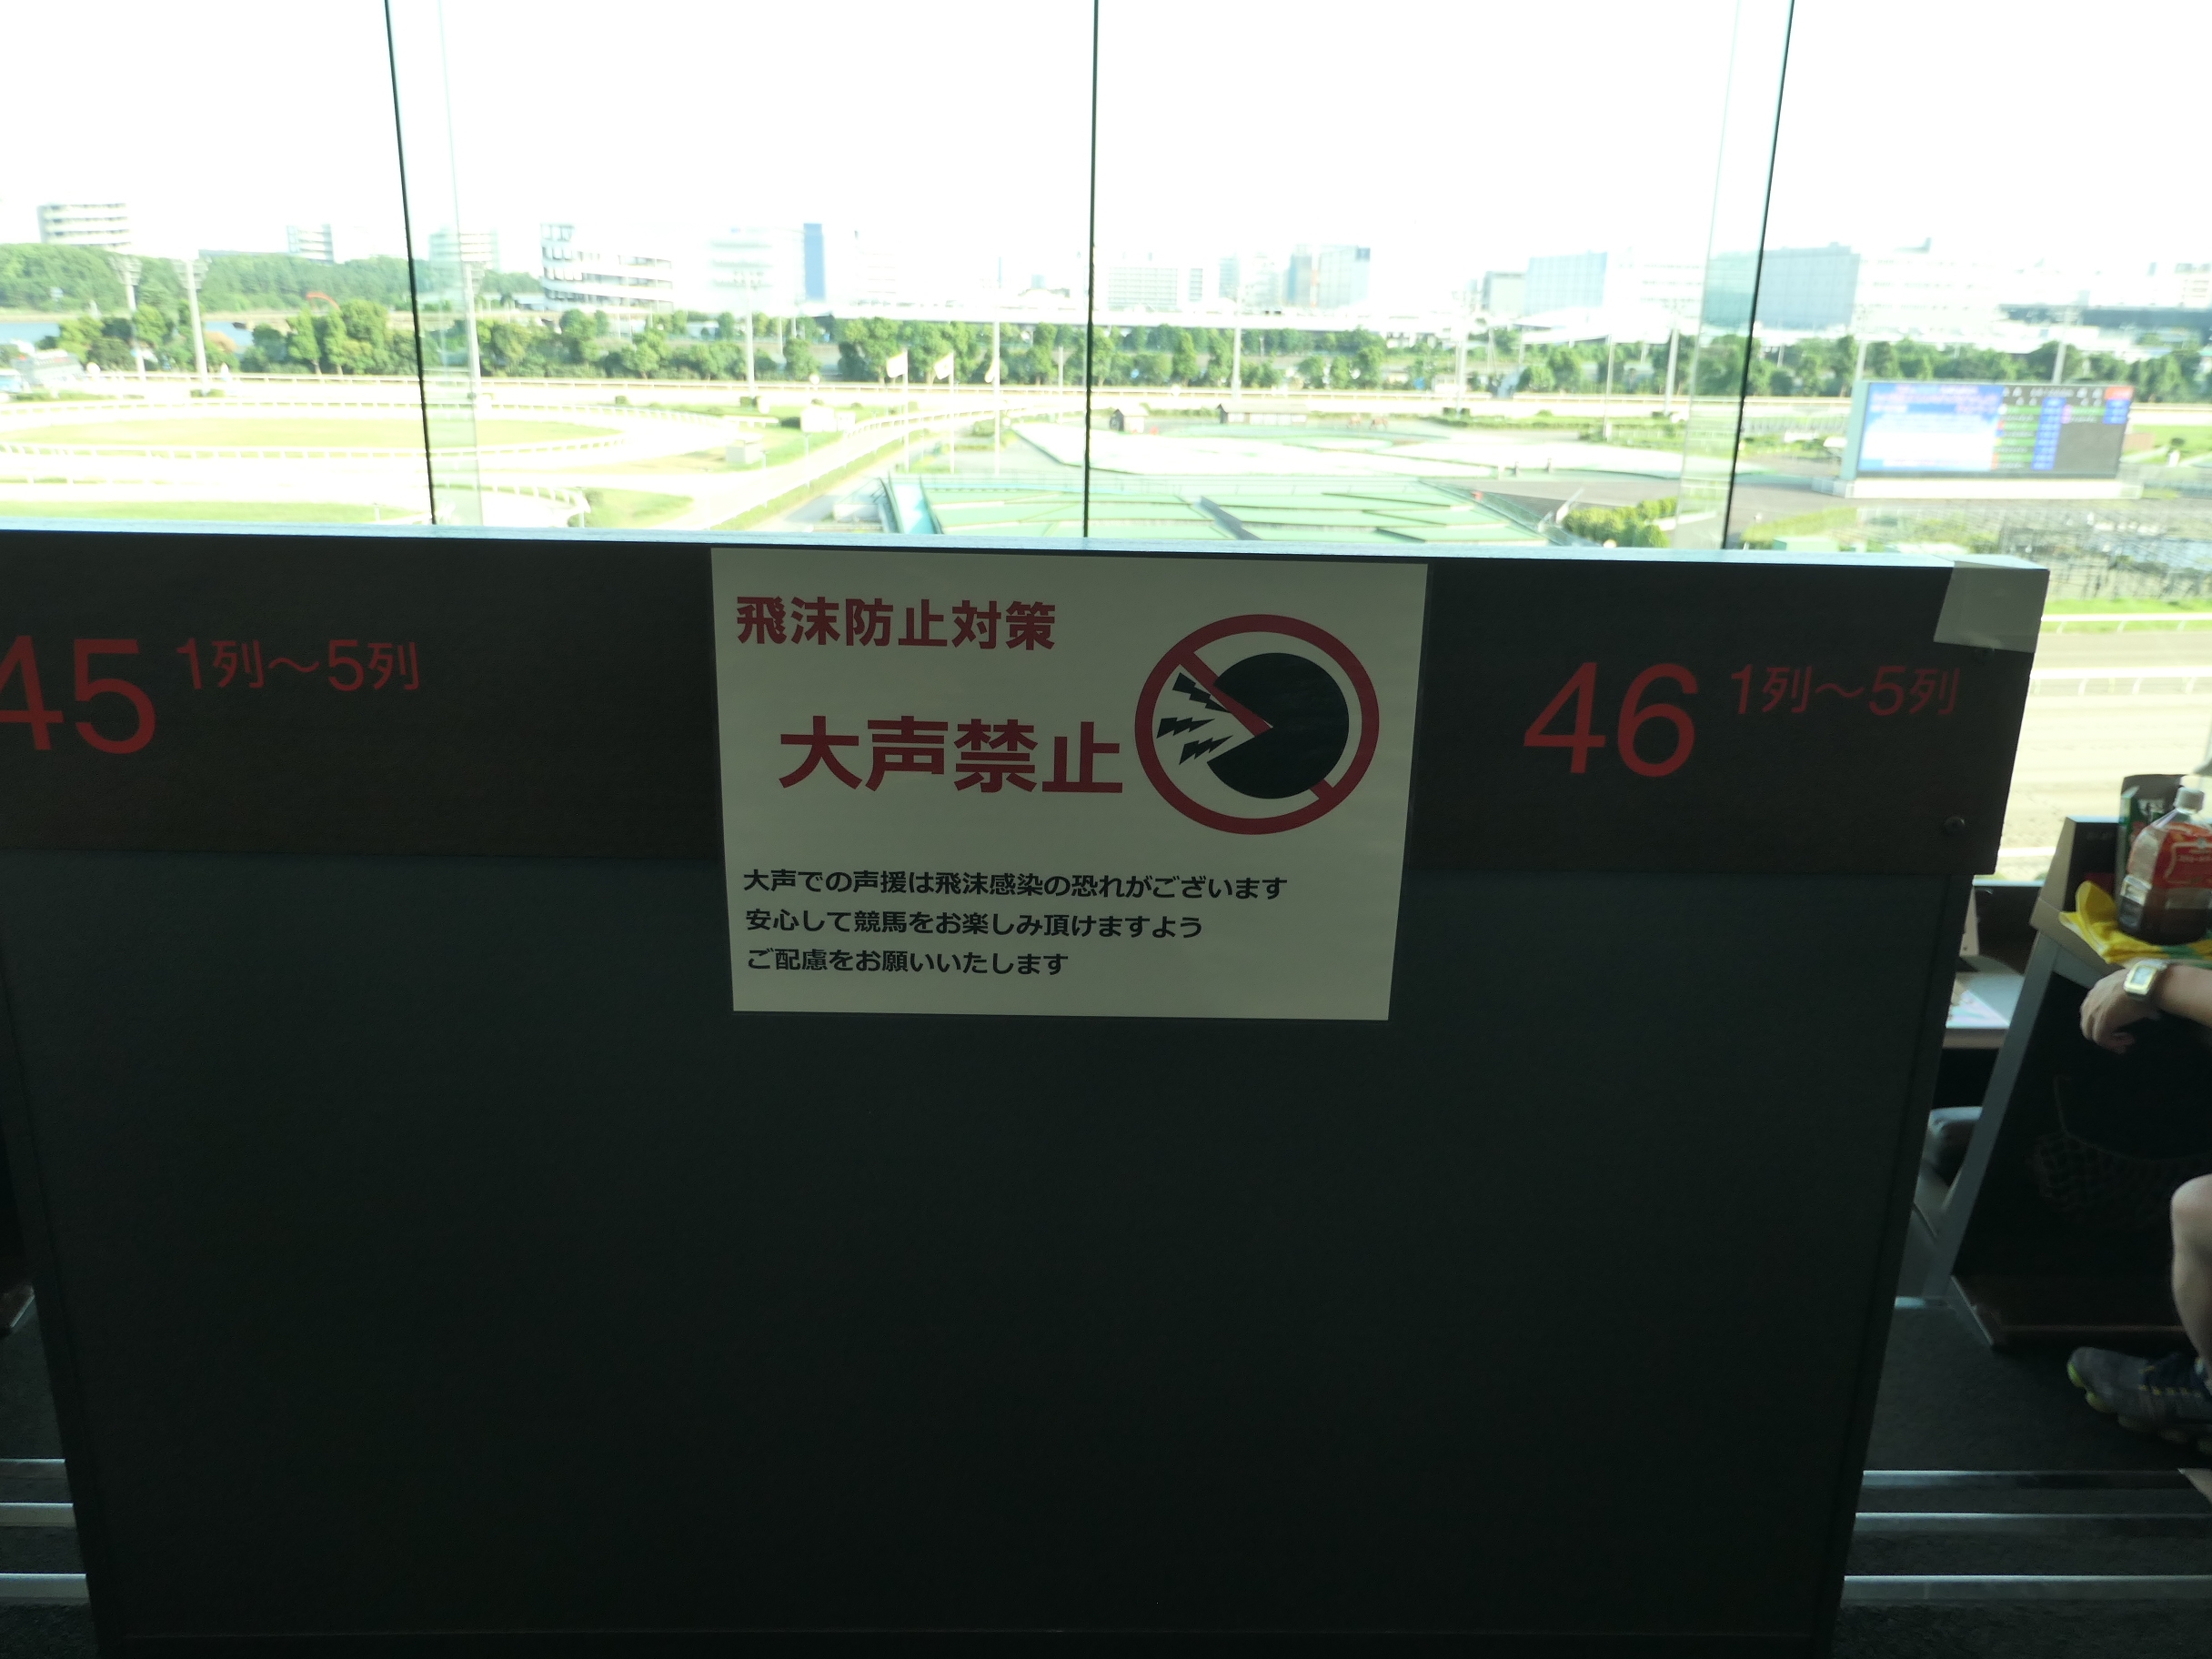 45 1列～5列
飛沫防止対策
大声禁止
大声での声援は飛沫感染の恐れがございます
安心して競馬をお楽しみ頂けますよう
ご配慮をお願いいたします
46 1列～5列